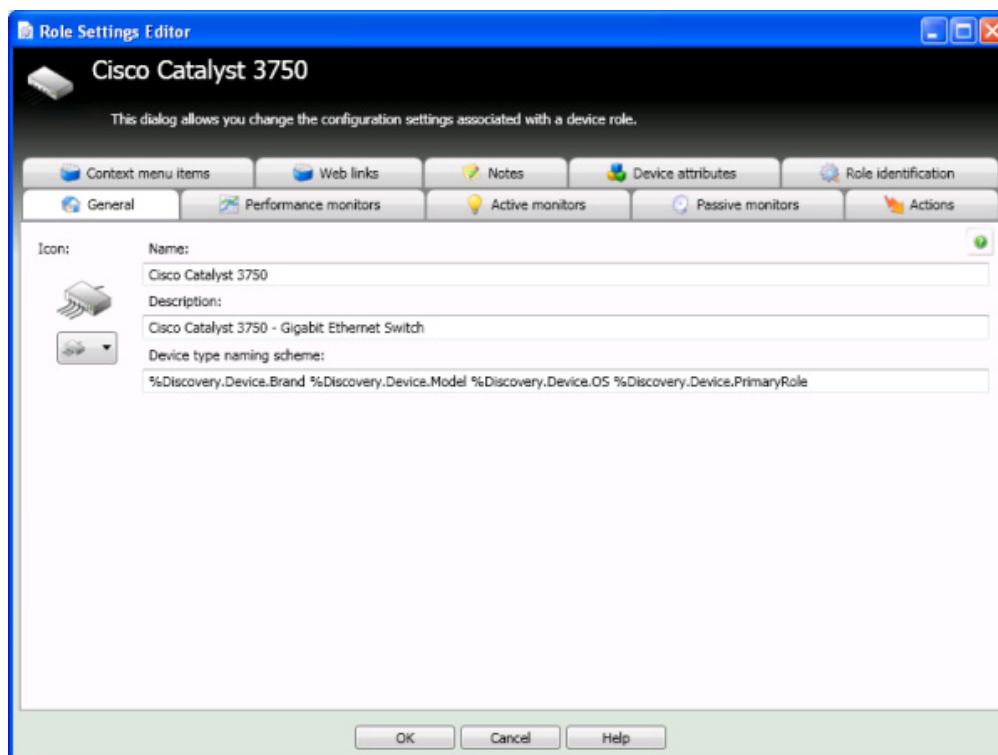 Role Settings Editor
Cisco Catalyst 3750
This dialog allows you change the configuration settings associated with a device role.
Context menu items Web links Notes Device attributes Role identification
General Performance monitors Active monitors Passive monitors Actions
Icon: Name:
Cisco Catalyst 3750
Description:
Cisco Catalyst 3750 - Gigabit Ethernet Switch
Device type naming scheme:
%Discovery.Device.Brand %Discovery.Device.Model %Discovery.Device.OS %Discovery.Device.PrimaryRole
OK Cancel Help